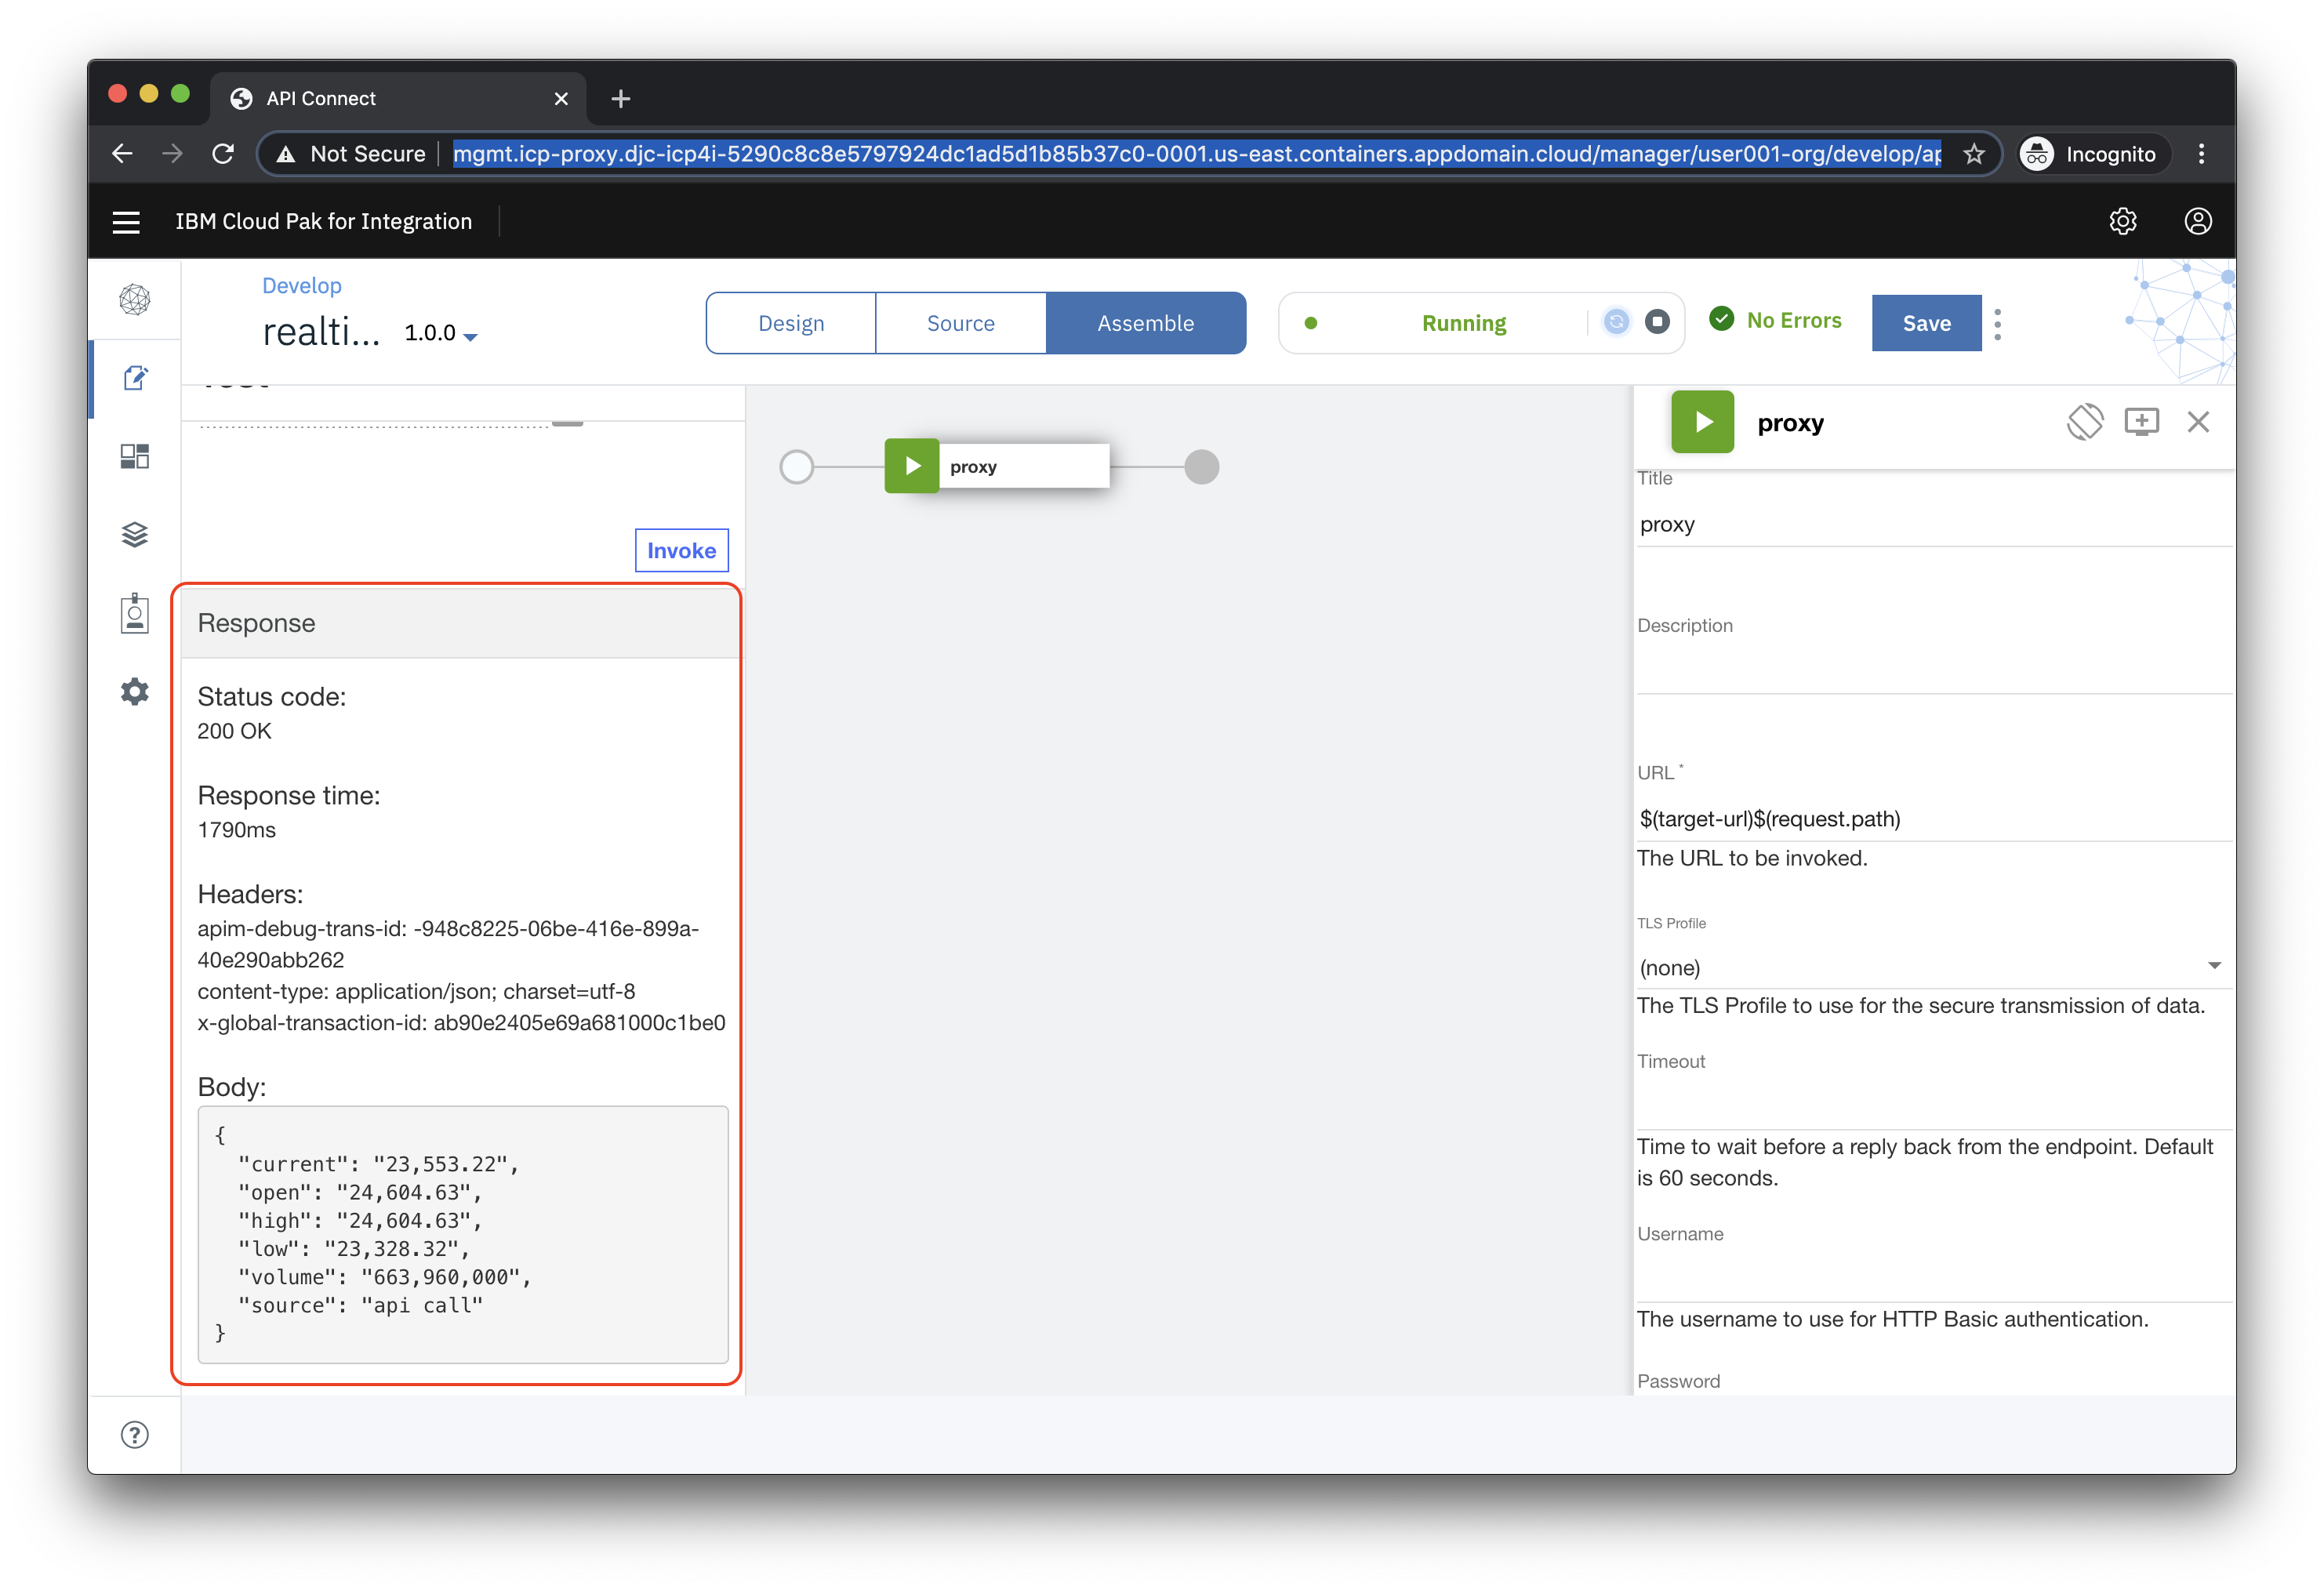 API Connect
Not Secure
mgmt.icp-proxy.djc-icp4i-5290c8c8e5797924dc1ad5d1b85b37c0-0001.us-east.containers.appdomain.cloud/manager/user001-org/develop/ap
Incognito
IBM Cloud Pak for Integration
Develop
realti... 1.0.0
Design
Source
Assemble
Running
No Errors
Save
Invoke
Response
Status code:
200 OK
Response time:
1790ms
Headers:
apim-debug-trans-id: -948c8225-06be-416e-899a-
40e290abb262
content-type: application/json; charset=utf-8
x-global-transaction-id: ab90e2405e69a681000c1be0
Body:
{
"current": "23,553.22",
"open": "24,604.63",
"high": "24,604.63",
"low": "23,328.32",
"volume": "663,960,000",
"source": "api call"
}
proxy
proxy
Title
proxy
Description
URL *
$(target-url)$(request.path)
The URL to be invoked.
TLS Profile
(none)
The TLS Profile to use for the secure transmission of data.
Timeout
Time to wait before a reply back from the endpoint. Default
is 60 seconds.
Username
The username to use for HTTP Basic authentication.
Password